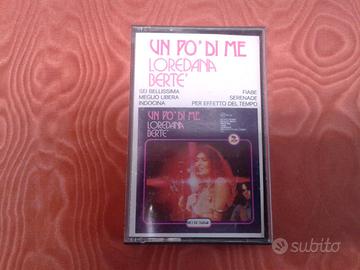 UN PO' DI ME
LOREDANA
BERTE'
SEI BELLISSIMA
MEGLIO LIBERA
INDOCINA
FIABE
SERENADE
PER EFFETTO DEL TEMPO
UN PO' DI ME
LOREDANA
BERTE'
subito